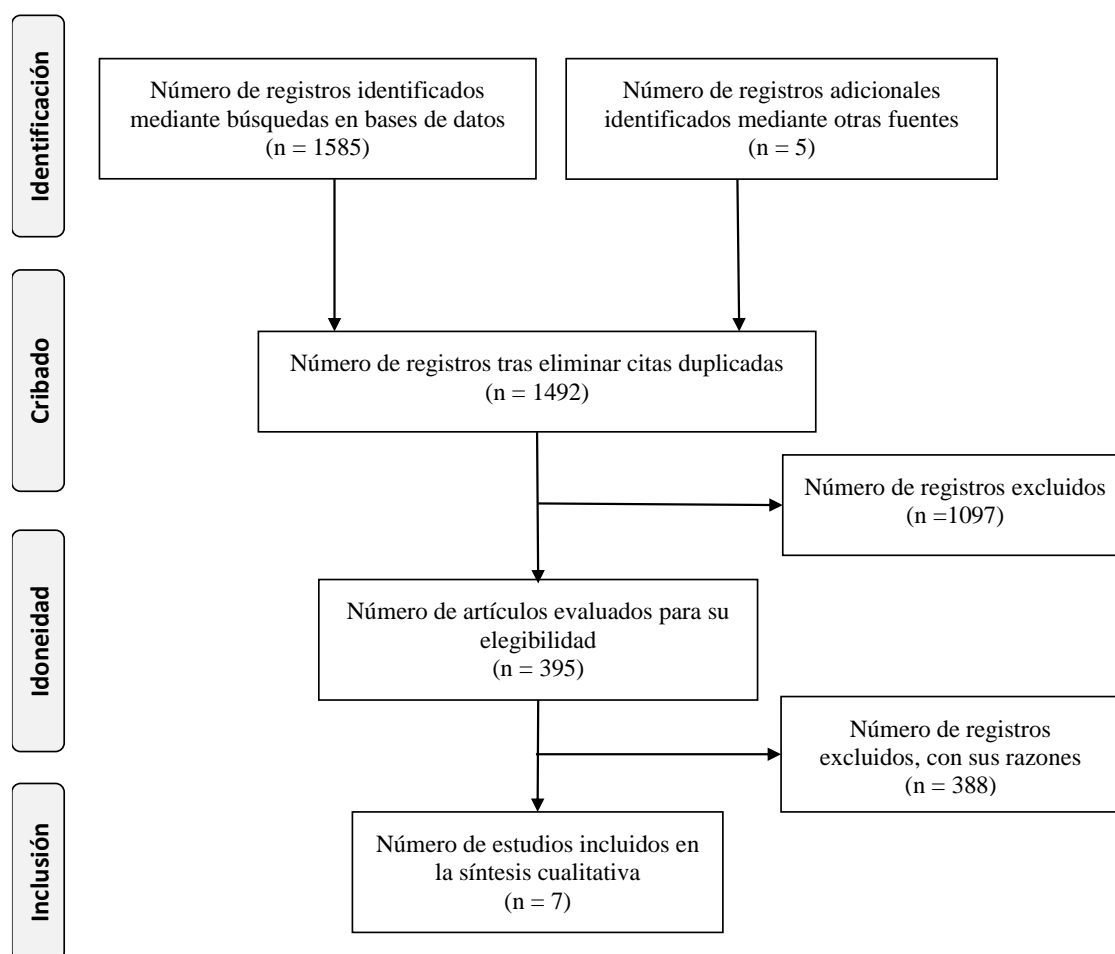 Identificación
Número de registros identificados
mediante búsquedas en bases de datos
(n = 1585)
Número de registros adicionales
identificados mediante otras fuentes
(n = 5)
Cribado
Número de registros tras eliminar citas duplicadas
(n = 1492)
Número de registros excluidos
(n =1097)
Idoneidad
Número de artículos evaluados para su
elegibilidad
(n = 395)
Número de registros
excluidos, con sus razones
(n = 388)
Inclusión
Número de estudios incluidos en
la síntesis cualitativa
(n = 7)